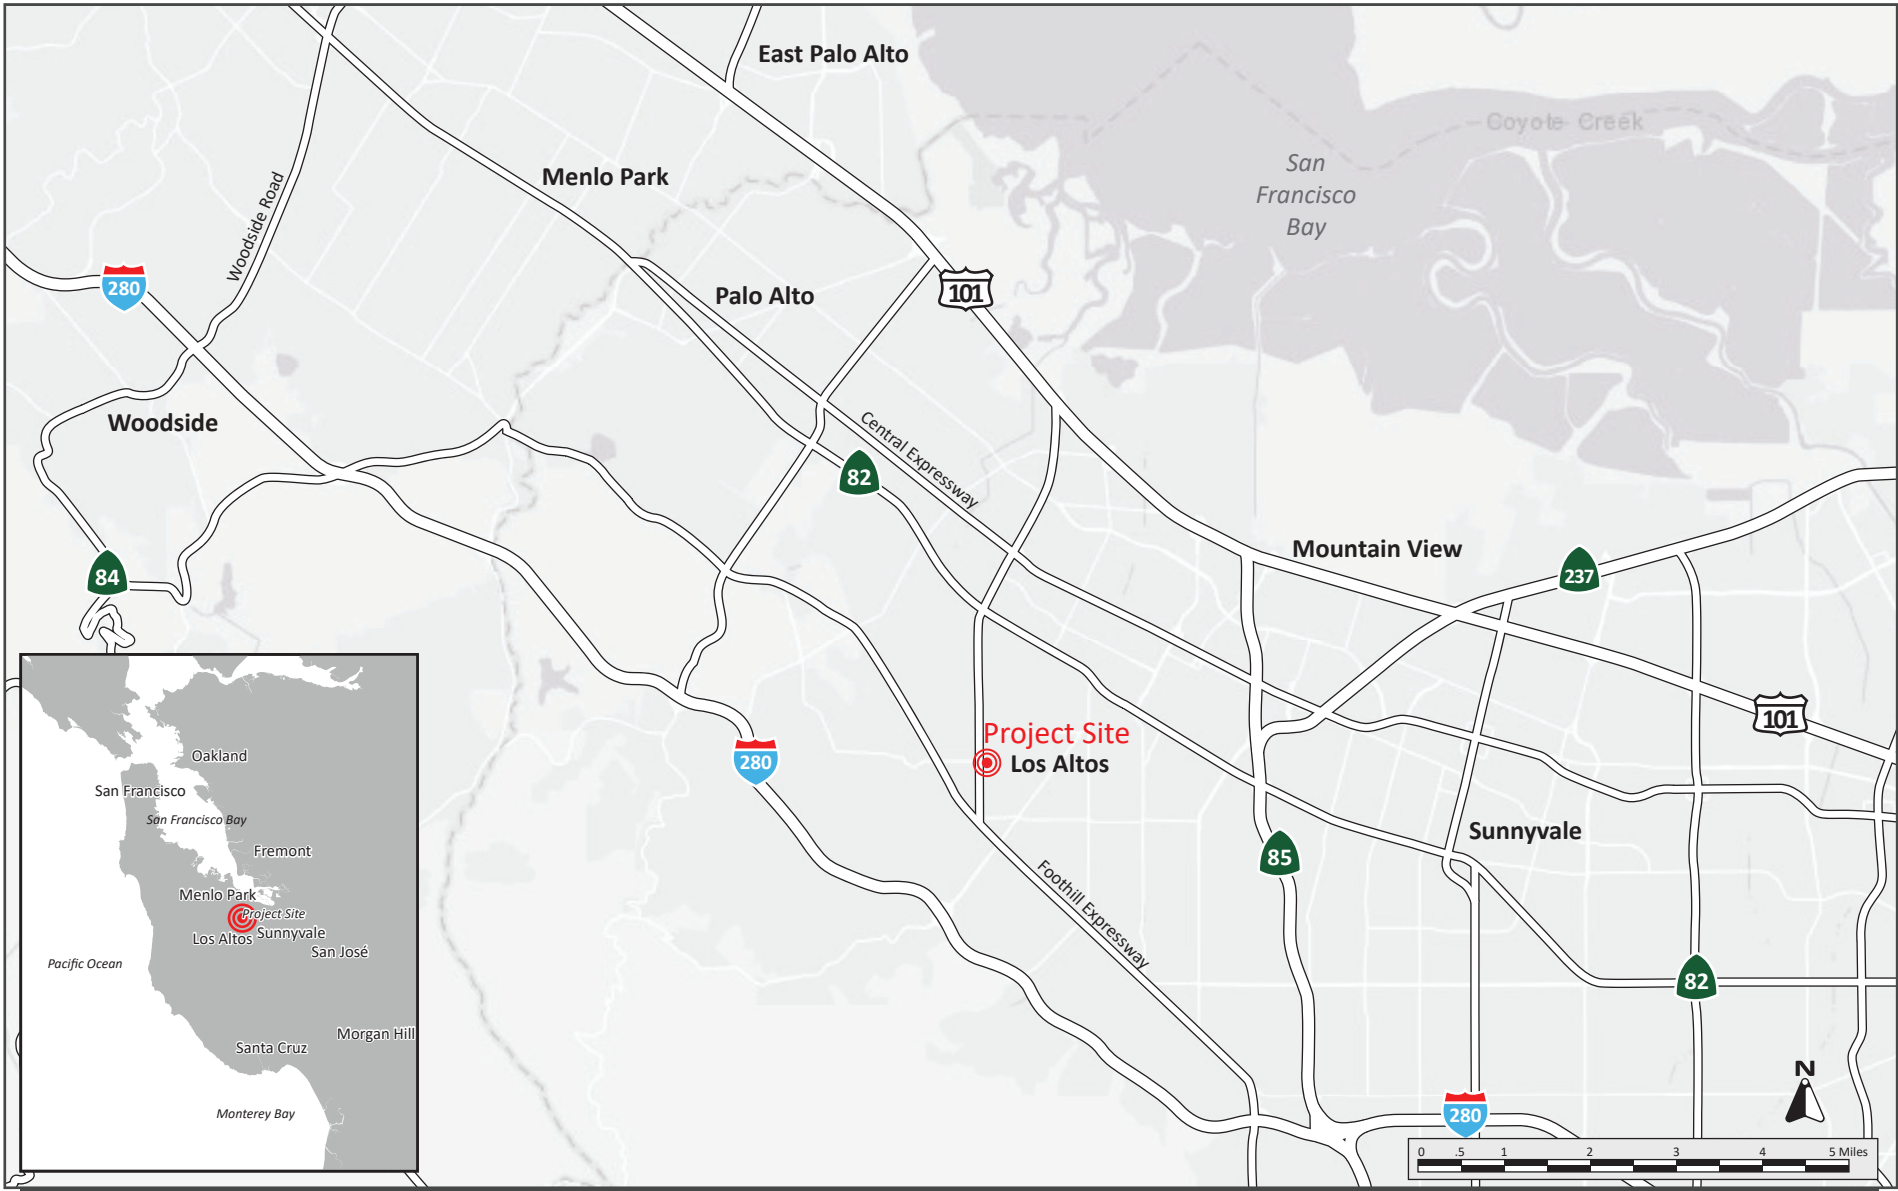 East Palo Alto
Coyote Creek
San
Francisco
Bay
Menlo Park
Woodside Road
280
Palo Alto
101
Woodside
Central Expressway
82
84
Mountain View
237
Project Site
Los Altos
101
280
Sunnyvale
85
Foothill Expressway
82
280
N
0 .5 1 2 3 4 5 Miles
Oakland
San Francisco
San Francisco Bay
Fremont
Menlo Park
Project Site
Sunnyvale
Los Altos
San José
Pacific Ocean
Morgan Hill
Santa Cruz
Monterey Bay